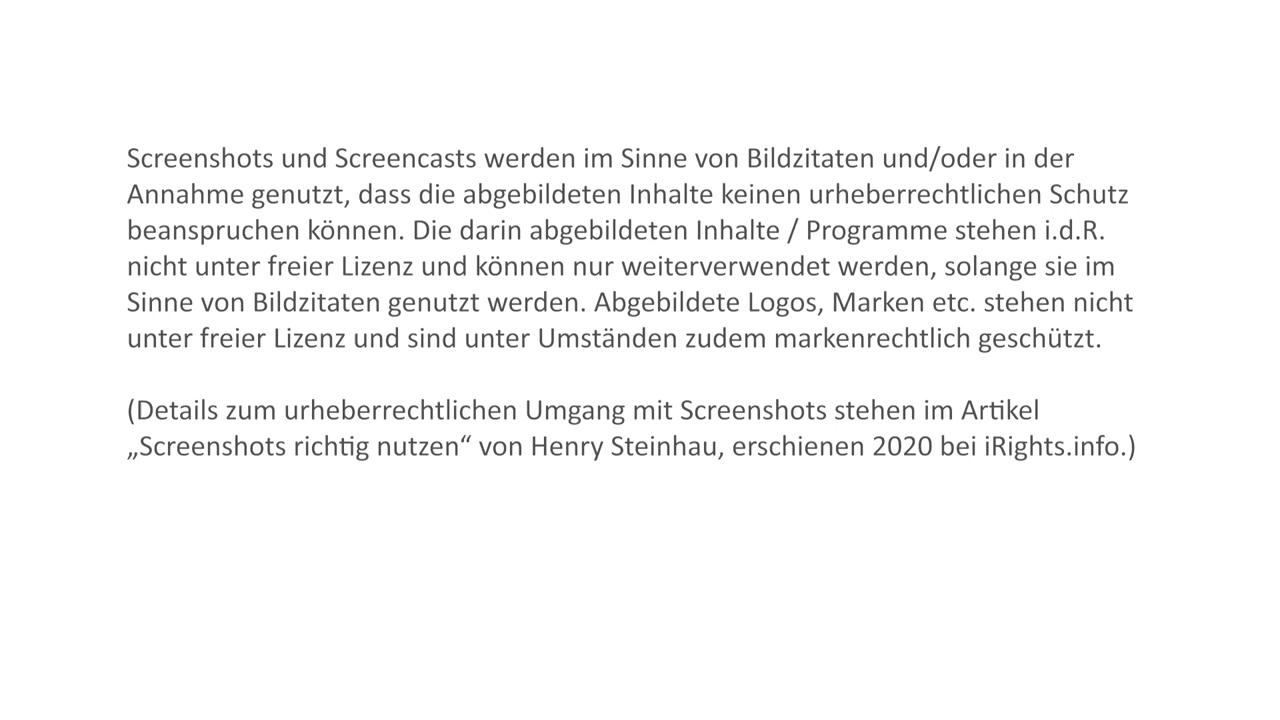 Screenshots und Screencasts werden im Sinne von Bildzitaten und/oder in der
Annahme genutzt, dass die abgebildeten Inhalte keinen urheberrechtlichen Schutz
beanspruchen können. Die darin abgebildeten Inhalte / Programme stehen i.d.R.
nicht unter freier Lizenz und können nur weiterverwendet werden, solange sie im
Sinne von Bildzitaten genutzt werden. Abgebildete Logos, Marken etc. stehen nicht
unter freier Lizenz und sind unter Umständen zudem markenrechtlich geschützt.
(Details zum urheberrechtlichen Umgang mit Screenshots stehen im Artikel
„Screenshots richtig nutzen“ von Henry Steinhau, erschienen 2020 bei iRights.info.)